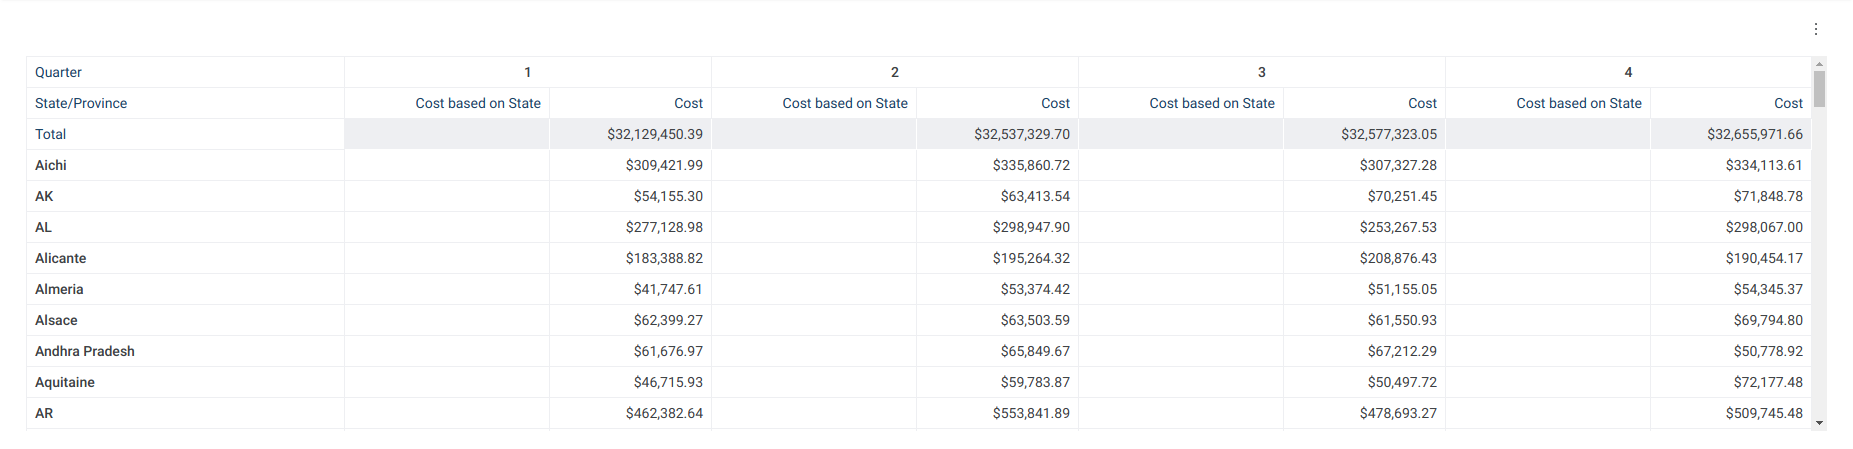 Quarter 1 2 3 4
State/Province Cost based on State Cost Cost based on State Cost Cost based on State Cost Cost based on State Cost
Total $32,129,450.39 $32,537,329.70 $32,577,323.05 $32,655,971.66
Aichi $309,421.99 $335,860.72 $307,327.28 $334,113.61
AK $54,155.30 $63,413.54 $70,251.45 $71,848.78
AL $277,128.98 $298,947.90 $253,267.53 $298,067.00
Alicante $183,388.82 $195,264.32 $208,876.43 $190,454.17
Almeria $41,747.61 $53,374.42 $51,155.05 $54,345.37
Alsace $62,399.27 $63,503.59 $61,550.93 $69,794.80
Andhra Pradesh $61,676.97 $65,849.67 $67,212.29 $50,778.92
Aquitaine $46,715.93 $59,783.87 $50,497.72 $72,177.48
AR $462,382.64 $553,841.89 $478,693.27 $509,745.48